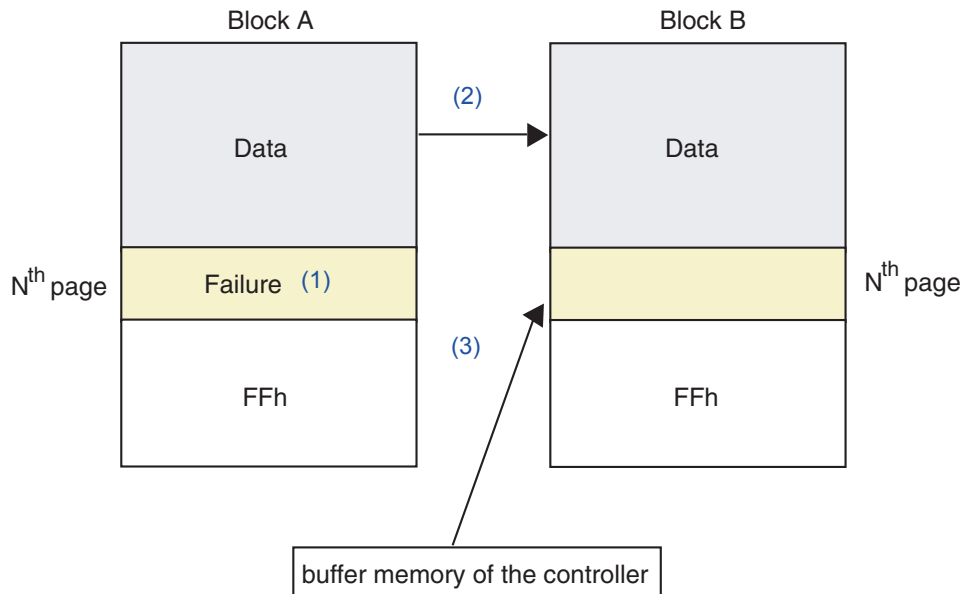 Block A
Block B
(2)
Data
Data
Nth page
Failure (1)
Nth page
(3)
FFh
FFh
buffer memory of the controller